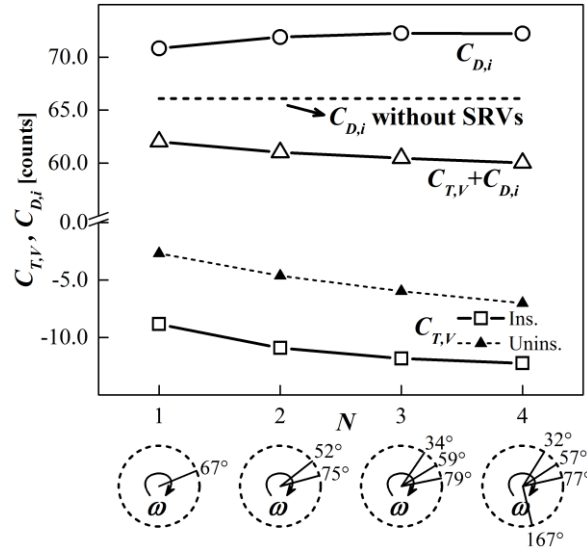 C_{T,V}, C_{D,i} [counts]
70.0
65.0
60.0
0.0
-5.0
-10.0
C_{D,i}
C_{D,i} without SRVs
C_{T,V}+C_{D,i}
C_{T,V}
Ins.
Unins.
1 2 3 4
N
67°
ω
52°
75°
ω
34°
59°
79°
ω
32°
57°
77°
167°
ω